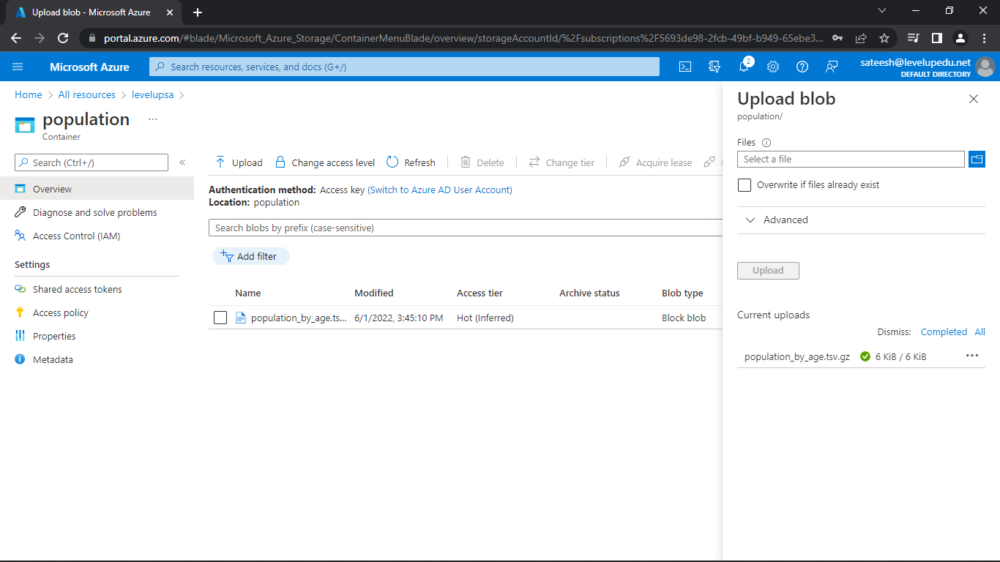 Upload blob - Microsoft Azure
portal.azure.com/#blade/Microsoft_Azure_Storage/ContainerMenuBlade/overview/storageAccountId/%2Fsubscriptions%2F5693de98-2fcb-49bf-b949-65ebe3...
Microsoft Azure
Search resources, services, and docs (G+/)
2
sateesh@levelupedu.net
DEFAULT DIRECTORY
Home > All resources > levelupsa >
population ...
Container
Search (Ctrl+/)
«
Overview
Diagnose and solve problems
Access Control (IAM)
Settings
Shared access tokens
Access policy
Properties
Metadata
Upload Change access level Refresh Delete Change tier Acquire lease
Authentication method: Access key (Switch to Azure AD User Account)
Location: population
Search blobs by prefix (case-sensitive)
Add filter
Name Modified Access tier Archive status Blob type
population_by_age.ts... 6/1/2022, 3:45:10 PM Hot (Inferred) Block blob
Upload blob
population/
Files
Select a file
Overwrite if files already exist
Advanced
Upload
Current uploads
Dismiss: Completed All
population_by_age.tsv.gz 6 KiB / 6 KiB ...